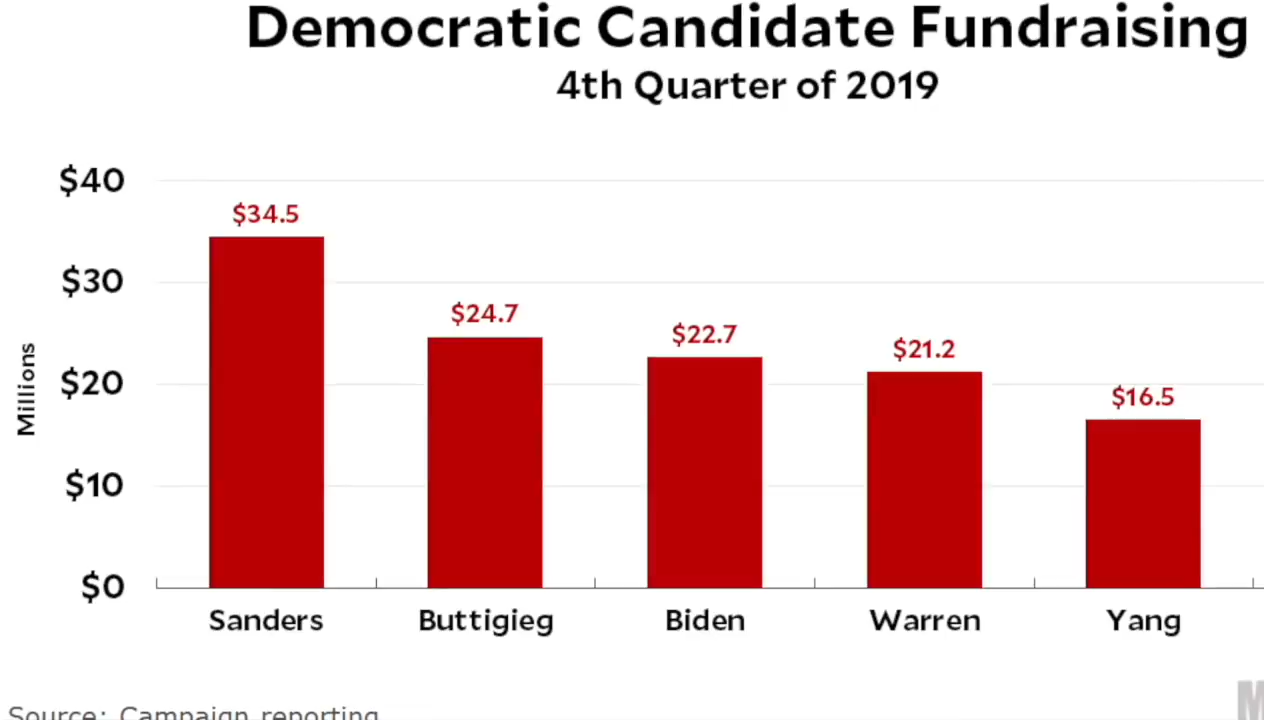 Democratic Candidate Fundraising
4th Quarter of 2019
$40
$30
$20
$10
$0
Millions
$34.5
$24.7
$22.7
$21.2
$16.5
Sanders
Buttigieg
Biden
Warren
Yang
Source: Campaign reporting